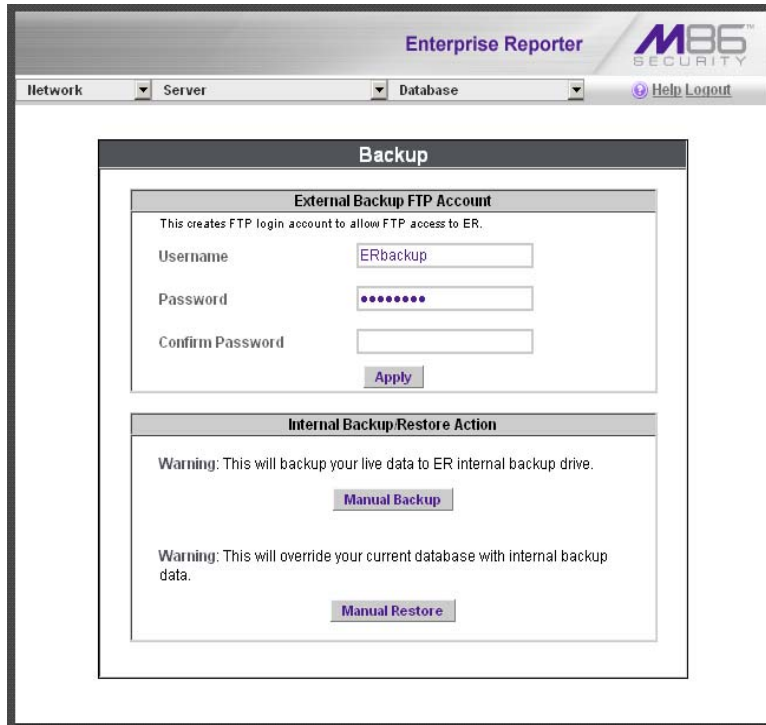 Enterprise Reporter
M86™
SECURITY
Network Server Database Help Logout
Backup
External Backup FTP Account
This creates FTP login account to allow FTP access to ER.
Username ERbackup
Password ••••••••
Confirm Password
Apply
Internal Backup/Restore Action
Warning: This will backup your live data to ER internal backup drive.
Manual Backup
Warning: This will override your current database with internal backup
data.
Manual Restore